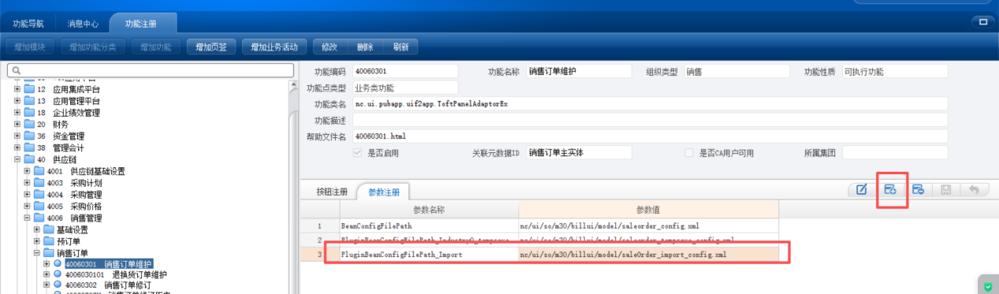 功能导航 消息中心 功能注册
增加模块 增加功能分类 增加功能 增加页签 增加业务活动 修改 删除 刷新
12 应用集成平台
13 应用管理平台
18 企业绩效管理
20 财务
36 资金管理
38 管理会计
40 供应链
4001 供应链基础设置
4003 采购计划
4004 采购管理
4005 采购价格
4006 销售管理
基础设置
预订单
销售订单
40060301 销售订单维护
4006030101 退换货订单维护
40060302 销售订单修订
功能编码 40060301 功能名称 销售订单维护 组织类型 销售 功能性质 可执行功能
功能点类型 业务类功能
功能类名 nc.ui.pubapp.uif2app.ToftPanelAdaptorEx
功能描述
帮助文件名 40060301.html
是否启用 关联元数据ID 销售订单主实体 是否CA用户可用 所属集团
按钮注册 参数注册
参数名称 参数值
1 BeanConfigFilePath nc/ui/so/m30/billui/model/saleorder_config.xml
2
3 PluginBeanConfigFilePath_Import nc/ui/so/m30/billui/model/saleOrder_import_config.xml